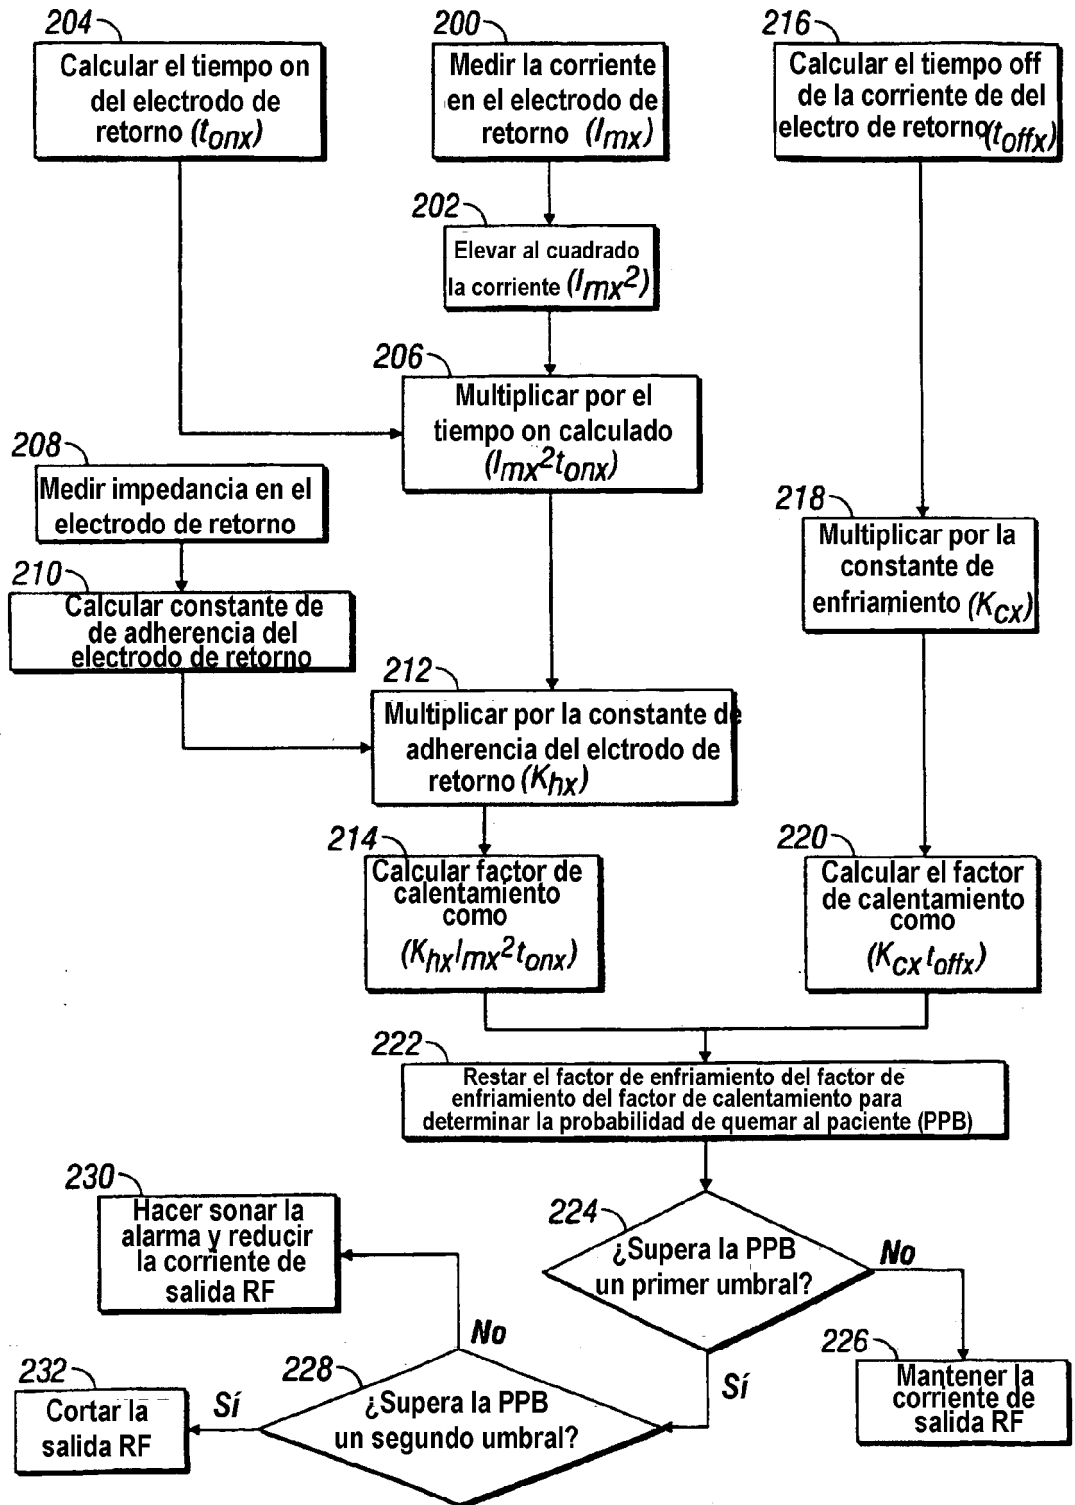 204
Calcular el tiempo on
del electrodo de
retorno (tonx)
200
Medir la corriente
en el electrodo de
retorno (Imx)
216
Calcular el tiempo off
de la corriente de del
electro de retorno (toffx)
202
Elevar al cuadrado
la corriente (Imx2)
206
Multiplicar por el
tiempo on calculado
(Imx2tonx)
208
Medir impedancia en el
electrodo de retorno
210
Calcular constante de
de adherencia del
electrodo de retorno
218
Multiplicar por la
constante de
enfriamiento (Kcx)
212
Multiplicar por la constante de
adherencia del elctrodo de
retorno (Khx)
214
Calcular factor de
calentamiento
como
(KhxImx2tonx)
220
Calcular el factor
de calentamiento
como
(Kcx toffx)
222
Restar el factor de enfriamiento del factor de
enfriamiento del factor de calentamiento para
determinar la probabilidad de quemar al paciente (PPB)
224
¿Supera la PPB
un primer umbral?
No
Sí
226
Mantener la
corriente de
salida RF
228
¿Supera la PPB
un segundo umbral?
No
Sí
230
Hacer sonar la
alarma y reducir
la corriente de
salida RF
232
Cortar la
salida RF